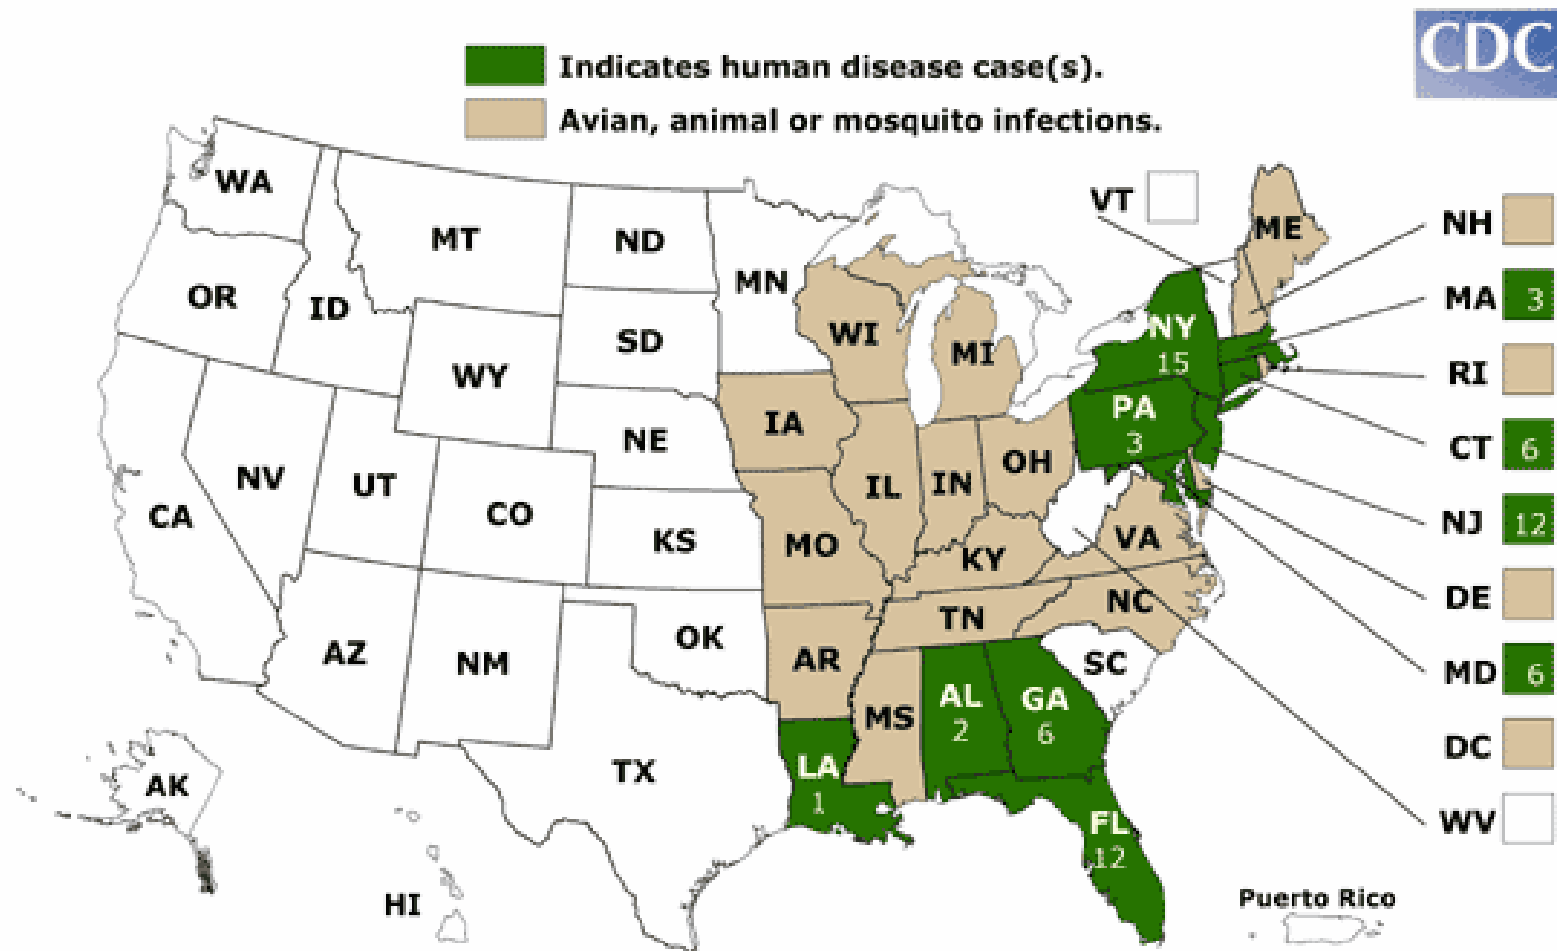 CDC
Indicates human disease case(s).
Avian, animal or mosquito infections.
WA
MT
ND
MN
VT
ME
NH
OR
ID
SD
WI
MI
NY
15
MA
3
WY
RI
NE
IA
PA
3
CT
6
NV
UT
CO
IL
IN
OH
CA
KS
MO
KY
VA
NJ
12
AZ
NM
OK
AR
TN
NC
DE
SC
MD
6
MS
AL
2
GA
6
DC
AK
TX
LA
1
FL
12
WV
HI
Puerto Rico